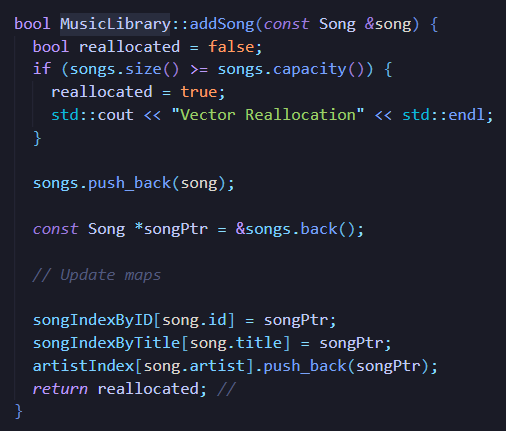 bool MusicLibrary::addSong(const Song &song) {
bool reallocated = false;
if (songs.size() >= songs.capacity()) {
reallocated = true;
std::cout << "Vector Reallocation" << std::endl;
}
songs.push_back(song);
const Song *songPtr = &songs.back();
// Update maps
songIndexByID[song.id] = songPtr;
songIndexByTitle[song.title] = songPtr;
artistIndex[song.artist].push_back(songPtr);
return reallocated; //
}